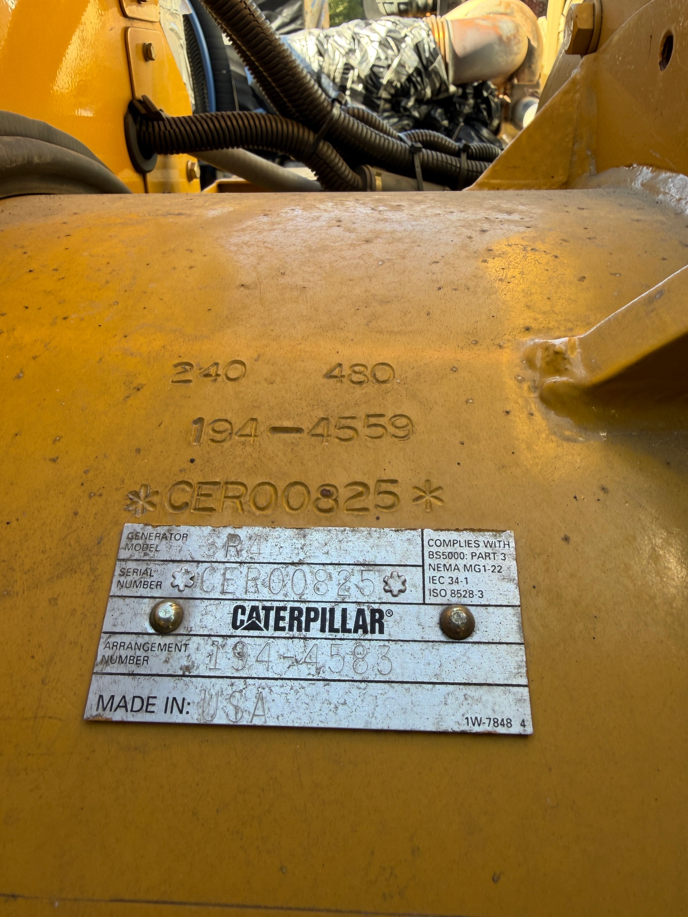 240 480
194-4559
*CER00825*
GENERATOR MODEL SR4
COMPLIES WITH
BS5000: PART 3
NEMA MG1-22
IEC 34-1
ISO 8528-3
SERIAL NUMBER *CER00825*
CATERPILLAR®
ARRANGEMENT NUMBER 194-4583
MADE IN: USA
1W-7848 4